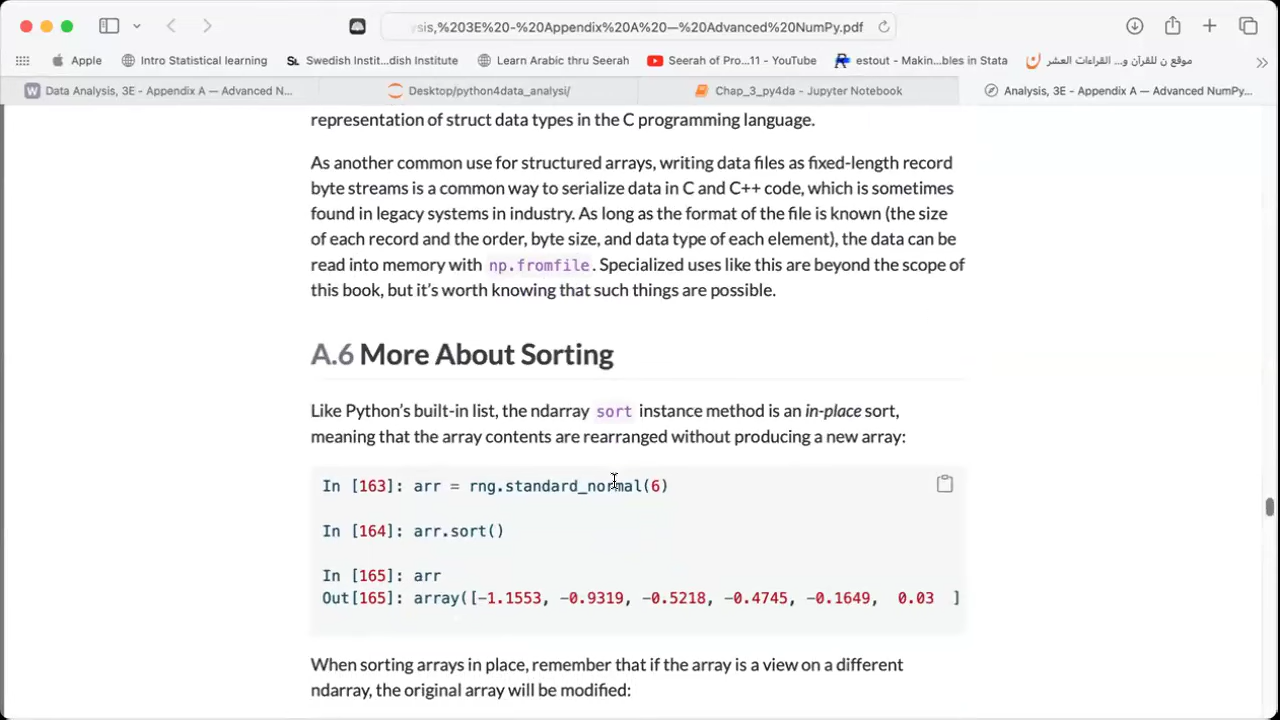 ysis,%203E%20-%20Appendix%20A%20—%20Advanced%20NumPy.pdf
Apple
Intro Statistical learning
Swedish Instit...dish Institute
Learn Arabic thru Seerah
Seerah of Pro...11 - YouTube
estout - Makin...bles in Stata
موقع ن للقرآن و... القراءات العشر
Data Analysis, 3E - Appendix A — Advanced N...
Desktop/python4data_analysi/
Chap_3_py4da - Jupyter Notebook
Analysis, 3E - Appendix A — Advanced NumPy...
representation of struct data types in the C programming language.
As another common use for structured arrays, writing data files as fixed-length record
byte streams is a common way to serialize data in C and C++ code, which is sometimes
found in legacy systems in industry. As long as the format of the file is known (the size
of each record and the order, byte size, and data type of each element), the data can be
read into memory with np.fromfile. Specialized uses like this are beyond the scope of
this book, but it’s worth knowing that such things are possible.
A.6 More About Sorting
Like Python’s built-in list, the ndarray sort instance method is an in-place sort,
meaning that the array contents are rearranged without producing a new array:
In [163]: arr = rng.standard_normal(6)
In [164]: arr.sort()
In [165]: arr
Out[165]: array([-1.1553, -0.9319, -0.5218, -0.4745, -0.1649,  0.03  ]
When sorting arrays in place, remember that if the array is a view on a different
ndarray, the original array will be modified: